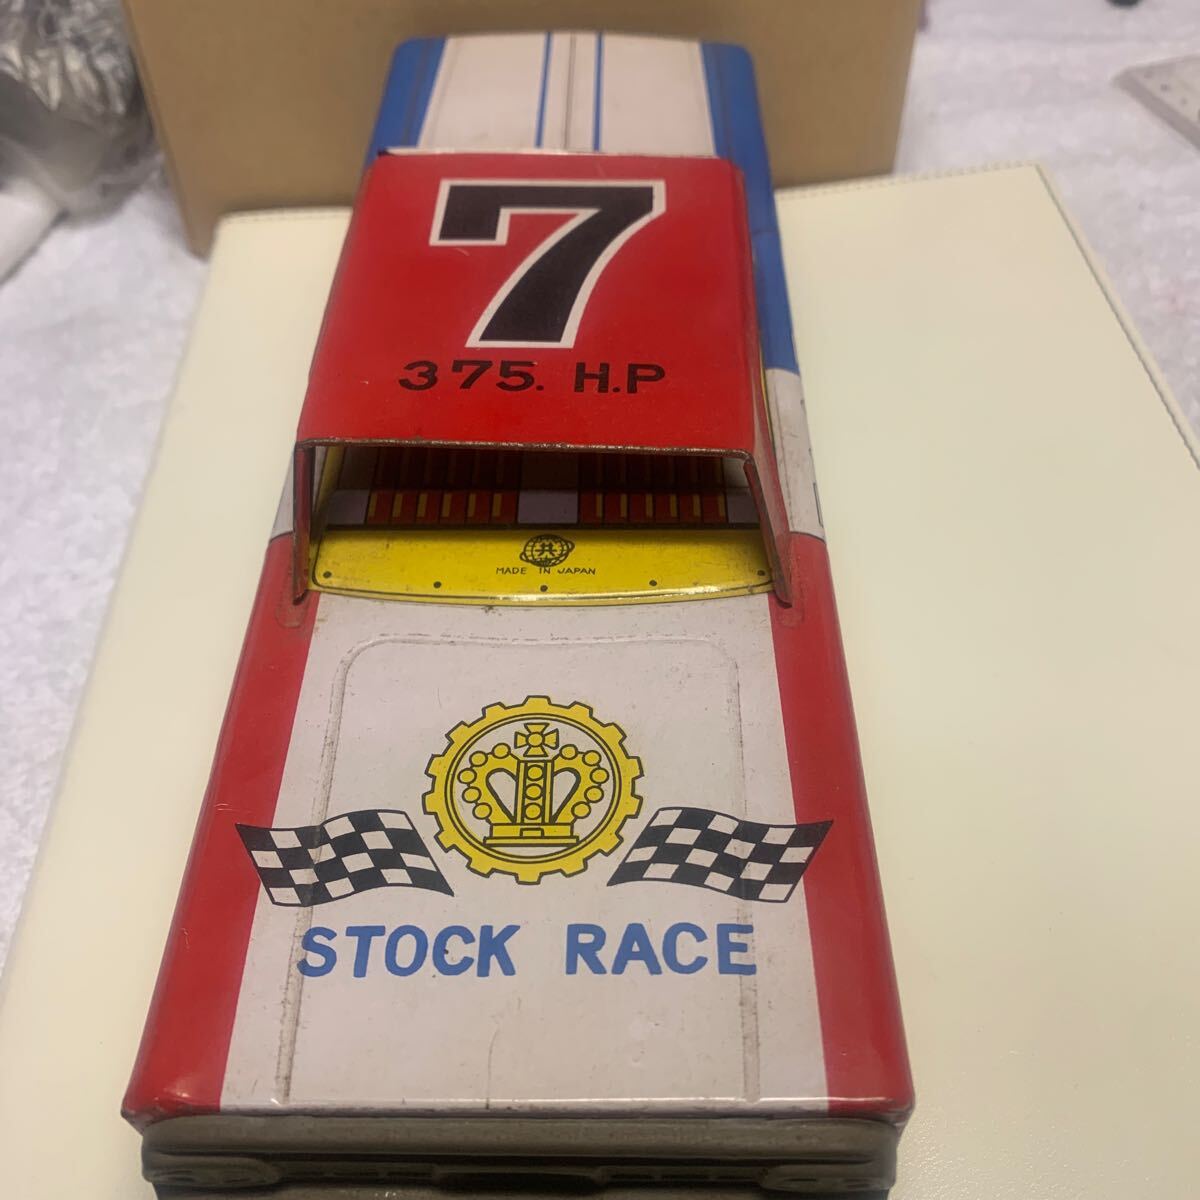 7
375. H.P
MADE IN JAPAN
STOCK RACE